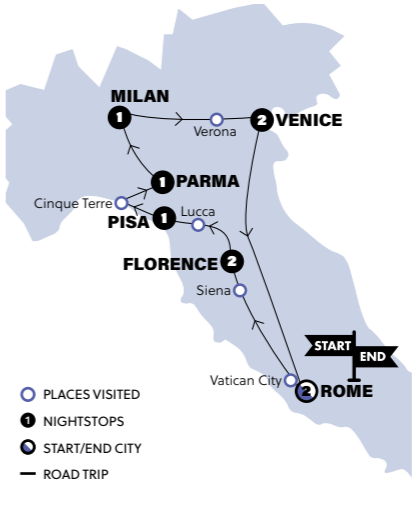 MILAN
1
Verona
2 VENICE
1 PARMA
Cinque Terre
Lucca
PISA 1
FLORENCE 2
Siena
START
END
Vatican City
2 ROME
PLACES VISITED
1 NIGHTSTOPS
START/END CITY
ROAD TRIP